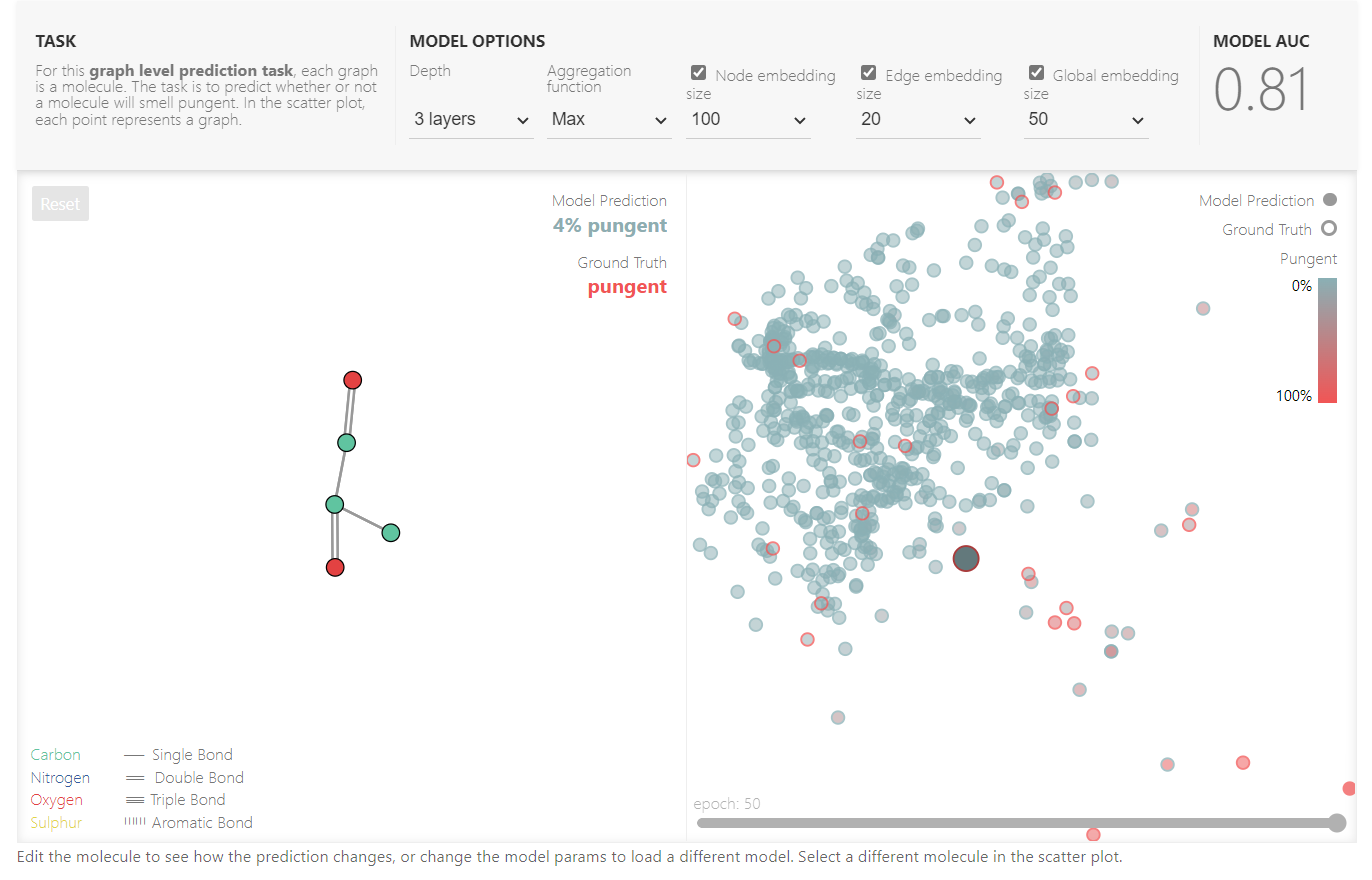 TASK
For this graph level prediction task, each graph
is a molecule. The task is to predict whether or not
a molecule will smell pungent. In the scatter plot,
each point represents a graph.
MODEL OPTIONS
Depth
3 layers
Aggregation
function
Max
Node embedding
size
100
Edge embedding
size
20
Global embedding
size
50
MODEL AUC
0.81
Reset
Model Prediction
4% pungent
Ground Truth
pungent
Carbon
Single Bond
Nitrogen
Double Bond
Oxygen
Triple Bond
Sulphur
Aromatic Bond
Model Prediction
Ground Truth
Pungent
0%
100%
epoch: 50
Edit the molecule to see how the prediction changes, or change the model params to load a different model. Select a different molecule in the scatter plot.